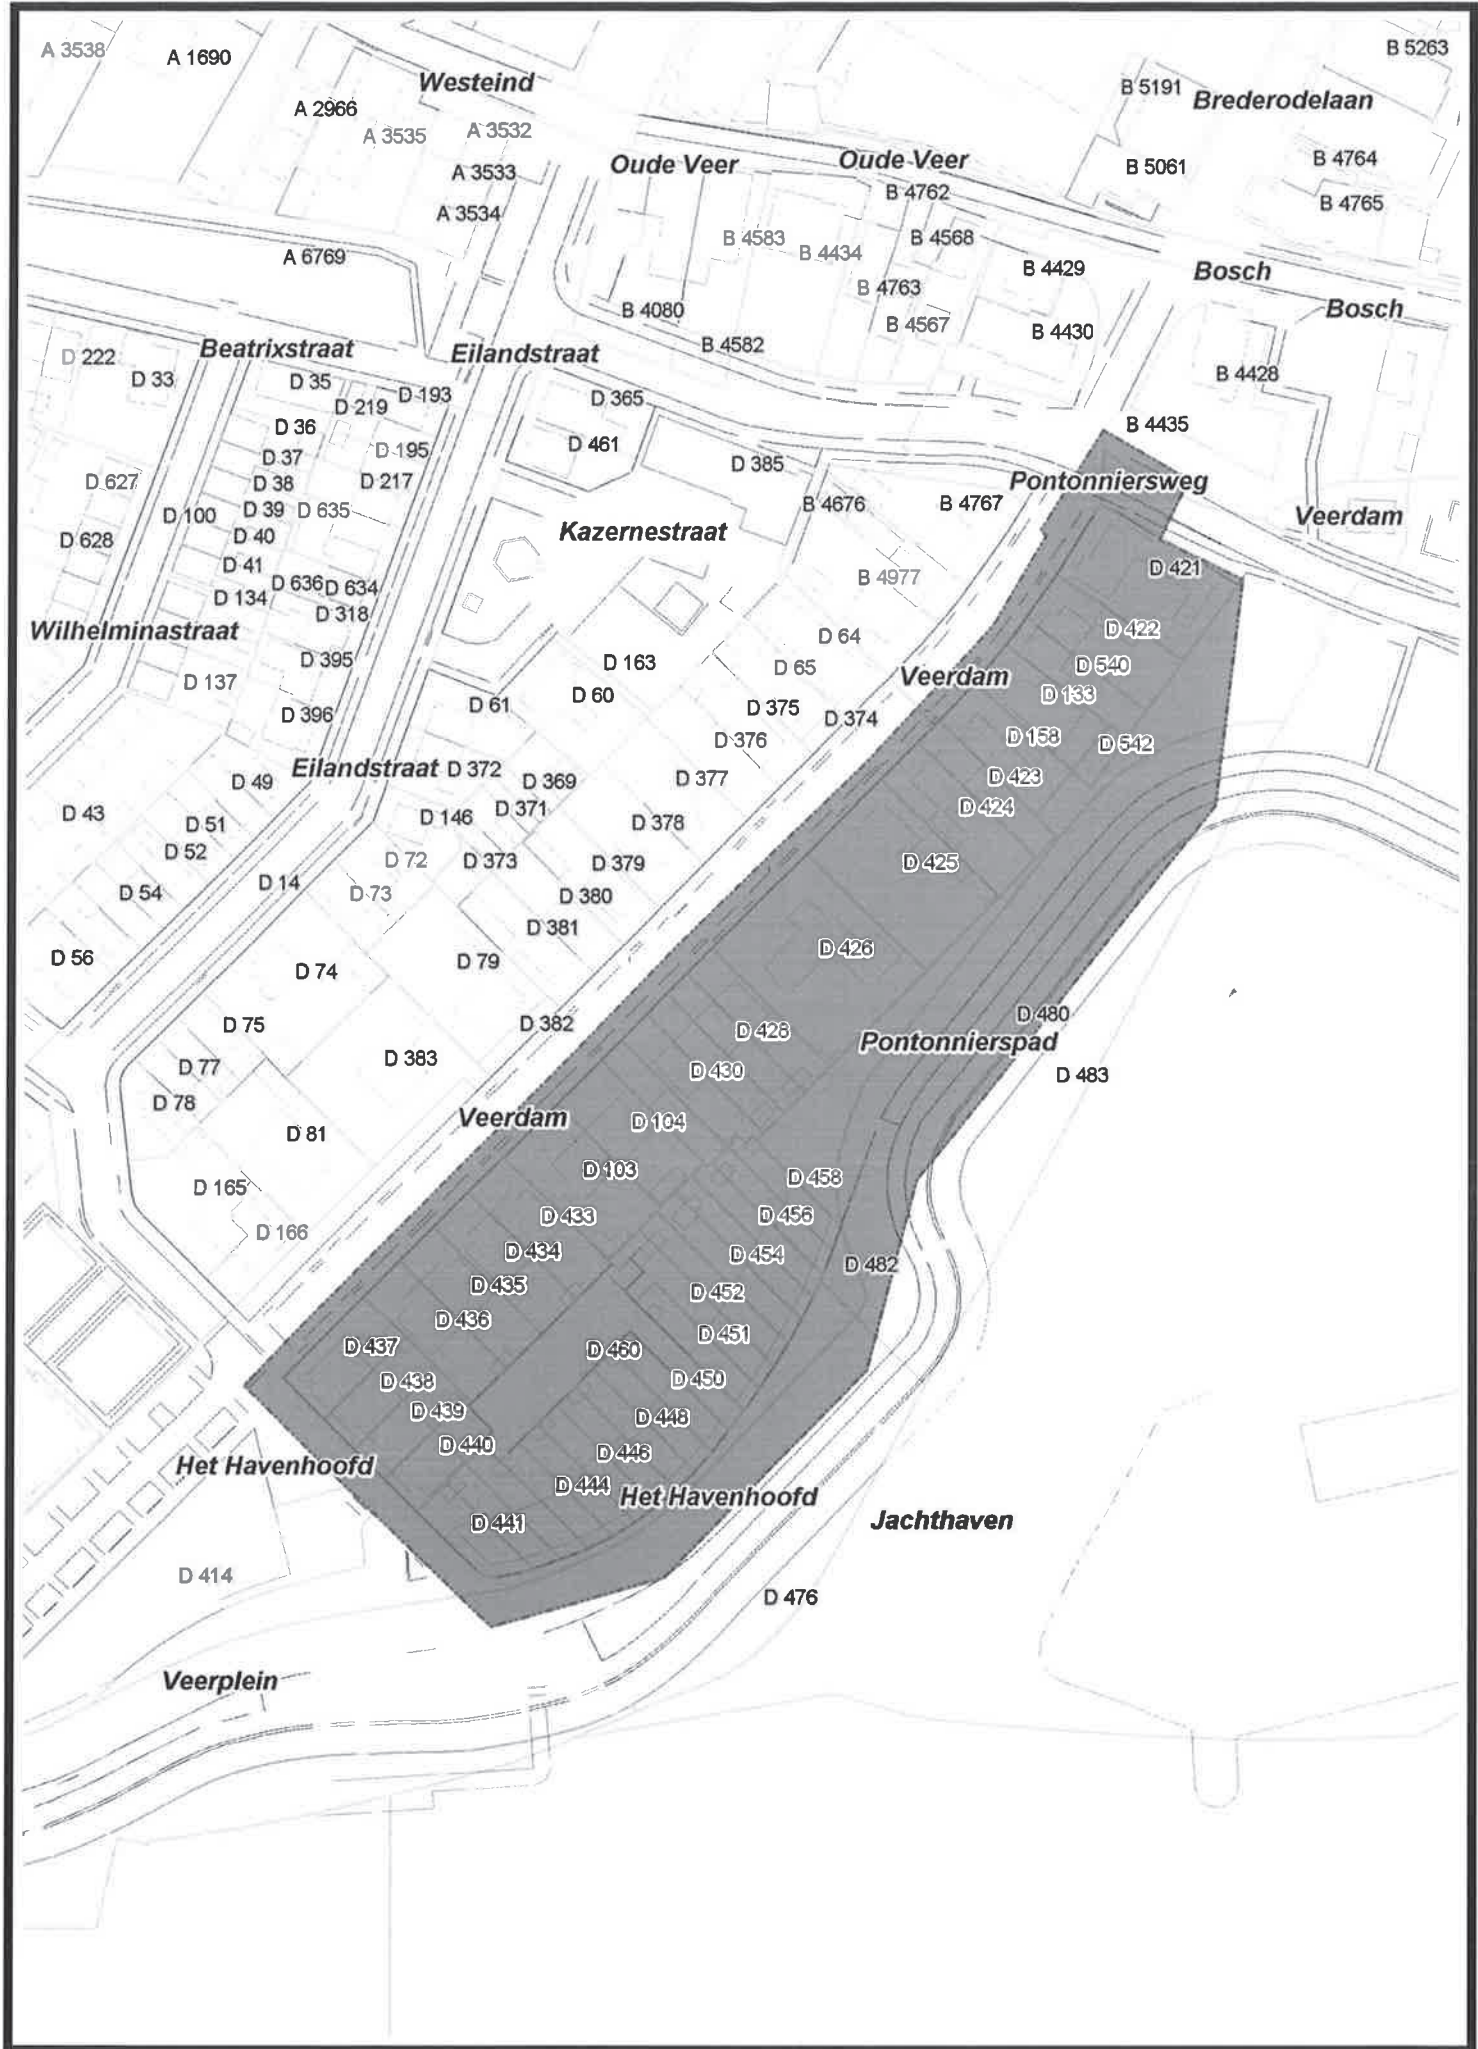 A 3538
A 1690
Westeind
A 2966
A 3535
A 3532
A 3533
A 3534
A 6769
Oude Veer
Oude Veer
B 5263
B 5191
Brederodelaan
B 5061
B 4764
B 4765
B 4762
B 4583
B 4434
B 4568
B 4429
B 4763
B 4567
B 4430
B 4080
B 4582
Bosch
Bosch
B 4428
B 4435
D 222
D 33
Beatrixstraat
Eilandstraat
D 35
D 193
D 219
D 36
D 195
D 37
D 217
D 38
D 39
D 635
D 40
D 41
D 636
D 634
D 134
D 318
D 627
D 100
D 628
Wilhelminastraat
D 137
D 395
D 396
D 365
D 461
D 385
B 4676
B 4767
Kazernestraat
B 4977
Pontonniersweg
Veerdam
D 421
D 422
D 540
D 133
D 158
D 542
D 423
D 424
D 425
D 64
D 65
D 163
D 60
D 61
D 375
D 374
D 376
D 377
Veerdam
Eilandstraat
D 372
D 369
D 371
D 146
D 378
D 49
D 43
D 51
D 52
D 54
D 56
D 72
D 373
D 73
D 379
D 380
D 381
D 14
D 74
D 79
D 75
D 382
D 77
D 383
D 78
D 81
D 165
D 166
D 426
D 428
D 430
D 480
Pontonnierspad
D 483
Veerdam
D 104
D 103
D 458
D 433
D 456
D 434
D 454
D 482
D 435
D 452
D 436
D 451
D 437
D 460
D 438
D 450
D 439
D 448
D 440
D 446
Het Havenhoofd
D 444
Het Havenhoofd
D 441
Jachthaven
D 414
D 476
Veerplein